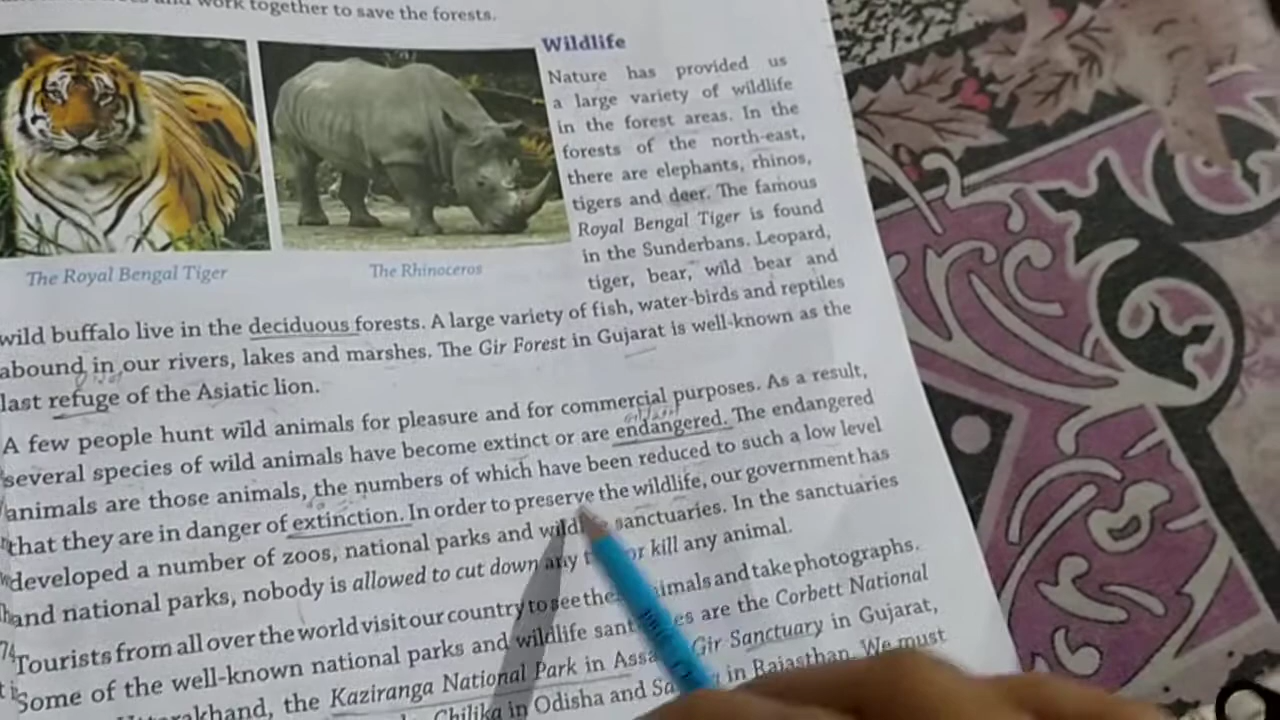 work together to save the forests.
Wildlife
Nature has provided us
a large variety of wildlife
in the forest areas. In the
forests of the north-east,
there are elephants, rhinos,
tigers and deer. The famous
Royal Bengal Tiger is found
in the Sunderbans. Leopard,
tiger, bear, wild bear and
The Royal Bengal Tiger
The Rhinoceros
wild buffalo live in the deciduous forests. A large variety of fish, water-birds and reptiles
abound in our rivers, lakes and marshes. The Gir Forest in Gujarat is well-known as the
last refuge of the Asiatic lion.
A few people hunt wild animals for pleasure and for commercial purposes. As a result,
several species of wild animals have become extinct or are endangered. The endangered
animals are those animals, the numbers of which have been reduced to such a low level
that they are in danger of extinction. In order to preserve the wildlife, our government has
developed a number of zoos, national parks and sanctuaries. In the sanctuaries
and national parks, nobody is allowed to cut down any or kill any animal.
Tourists from all over the world visit our country to see and take photographs.
Some of the well-known national parks and wildlife are the Corbett National
the Kaziranga National Park in Gir Sanctuary in Gujarat,
Chilika in Odisha and in Rajasthan. We must